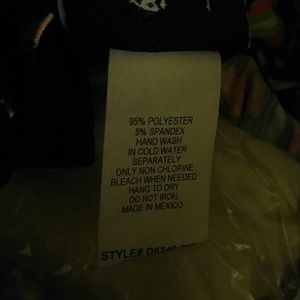 95% POLYESTER
5% SPANDEX
HAND WASH
IN COLD WATER
SEPARATELY
ONLY NON CHLORINE
BLEACH WHEN NEEDED
HANG TO DRY
DO NOT IRON
MADE IN MEXICO
STYLE#